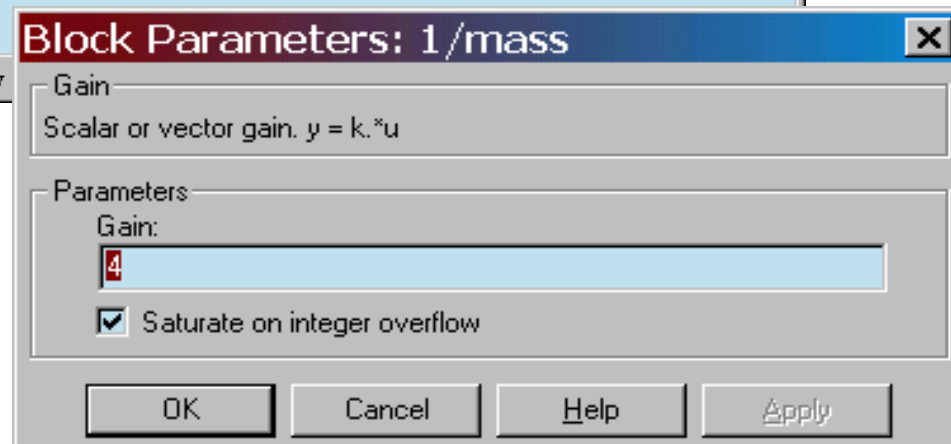 Block Parameters: 1/mass
Gain
Scalar or vector gain. y = k.*u
Parameters
Gain:
4
Saturate on integer overflow
OK
Cancel
Help
Apply